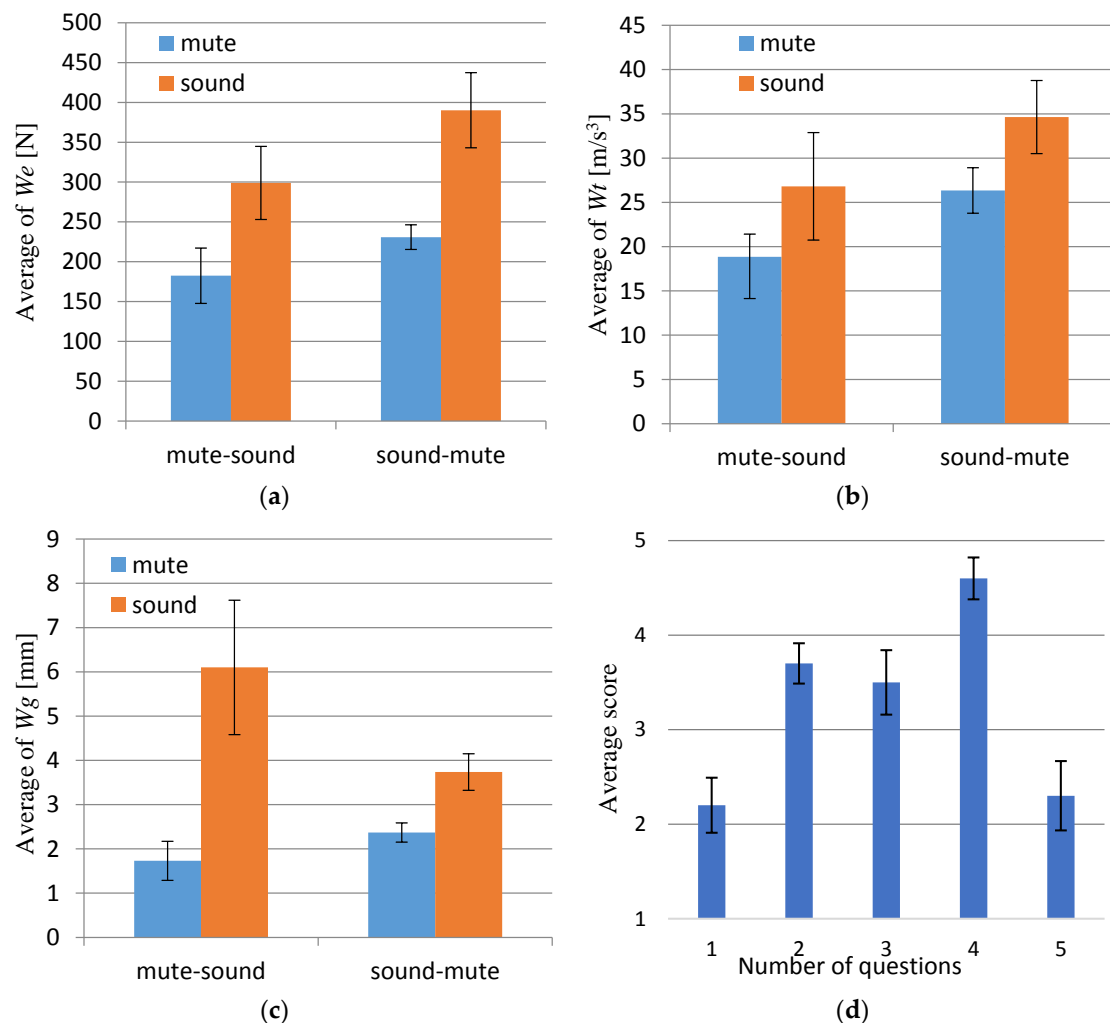 500
450
400
350
300
250
200
150
100
50
0
Average of We [N]
mute
sound
mute-sound
sound-mute
(a)
45
40
35
30
25
20
15
10
5
0
Average of Wt [m/s³]
mute
sound
mute-sound
sound-mute
(b)
9
8
7
6
5
4
3
2
1
0
Average of Wg [mm]
mute
sound
mute-sound
sound-mute
(c)
5
4
3
2
1
Average score
1 2 3 4 5
Number of questions
(d)